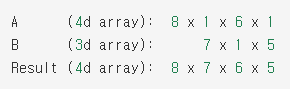 A      (4d array):  8 x 1 x 6 x 1
B      (3d array):      7 x 1 x 5
Result (4d array):  8 x 7 x 6 x 5